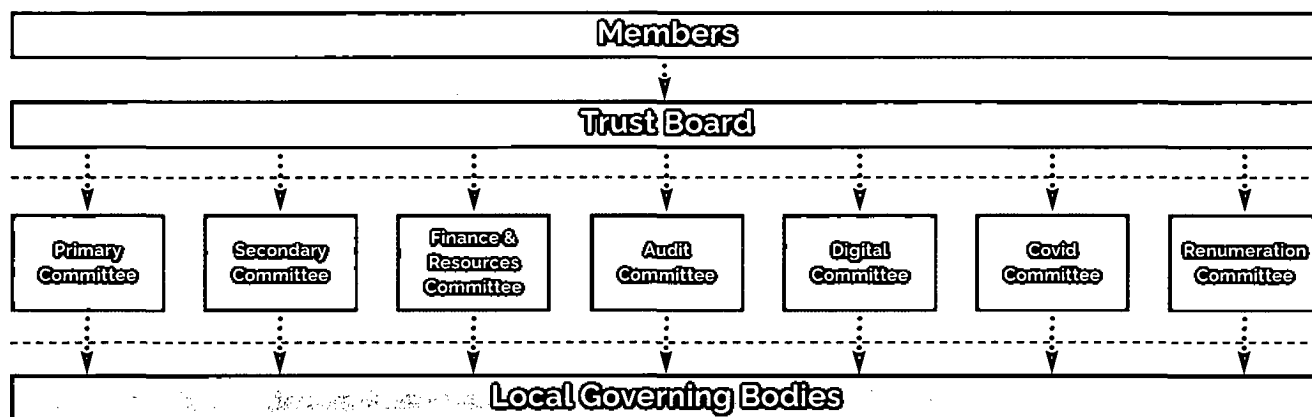 Members
Trust Board
Primary
Committee
Secondary
Committee
Finance &
Resources
Committee
Audit
Committee
Digital
Committee
Covid
Committee
Renumeration
Committee
Local Governing Bodies